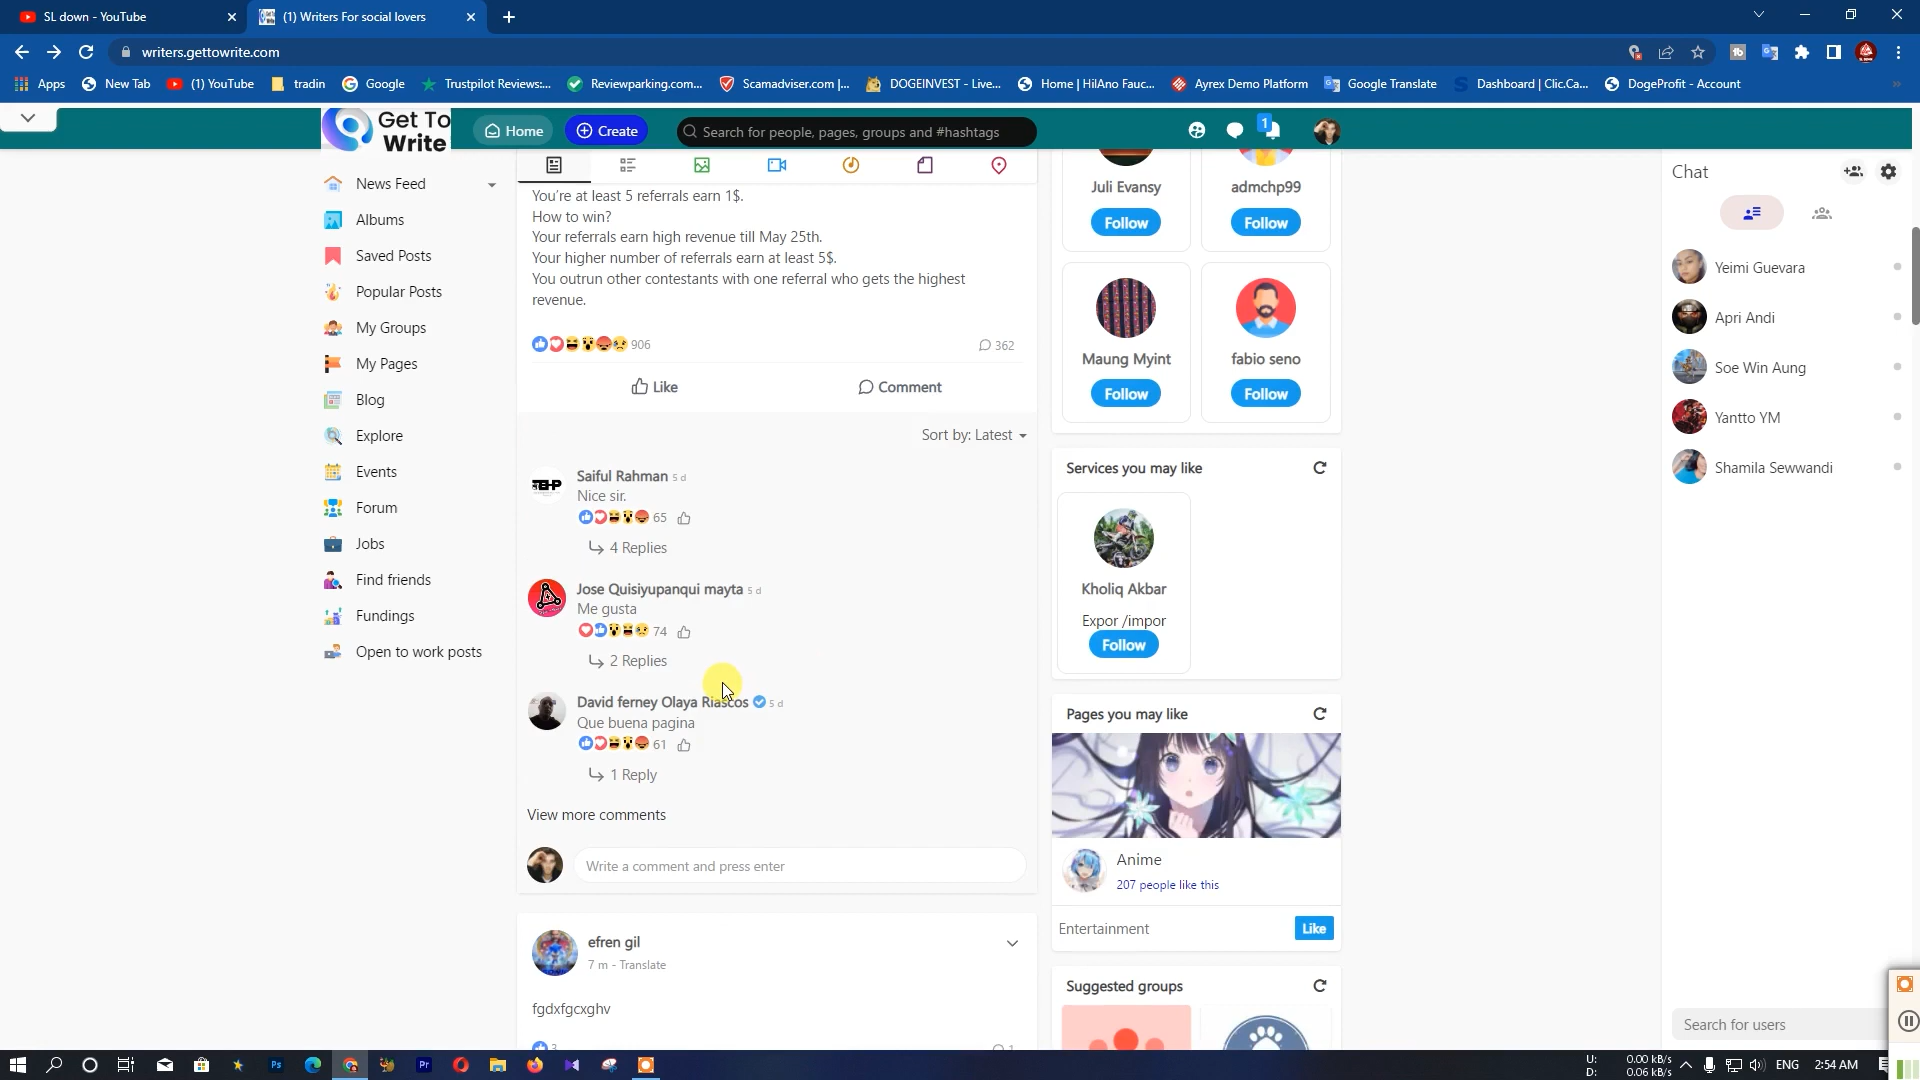 SL down - YouTube
(1) Writers For social lovers
writers.gettowrite.com
Apps
New Tab
(1) YouTube
tradin
Google
Trustpilot Reviews:...
Reviewparking.com...
Scamadviser.com |...
DOGEINVEST - Live...
Home | HilAno Fauc...
Ayrex Demo Platform
Google Translate
Dashboard | Clic.Ca...
DogeProfit - Account
Get To
Write
Home
Create
Search for people, pages, groups and #hashtags
1
News Feed
Albums
Saved Posts
Popular Posts
My Groups
My Pages
Blog
Explore
Events
Forum
Jobs
Find friends
Fundings
Open to work posts
You're at least 5 referrals earn 1$.
How to win?
Your referrals earn high revenue till May 25th.
Your higher number of referrals earn at least 5$.
You outrun other contestants with one referral who gets the highest
revenue.
906
362
Like
Comment
Sort by: Latest
Saiful Rahman 5 d
Nice sir.
65
4 Replies
Jose Quisiyupanqui mayta 5 d
Me gusta
74
2 Replies
David ferney Olaya Riascos 5 d
Que buena pagina
61
1 Reply
View more comments
Write a comment and press enter
efren gil
7 m - Translate
fgdxfgcxghv
3
1
Juli Evansy
Follow
admchp99
Follow
Maung Myint
Follow
fabio seno
Follow
Services you may like
Kholiq Akbar
Expor /impor
Follow
Pages you may like
Anime
207 people like this
Entertainment
Like
Suggested groups
Chat
Yeimi Guevara
Apri Andi
Soe Win Aung
Yantto YM
Shamila Sewwandi
Search for users
Ps
Pr
U: 0.00 kB/s
D: 0.06 kB/s
ENG
2:54 AM